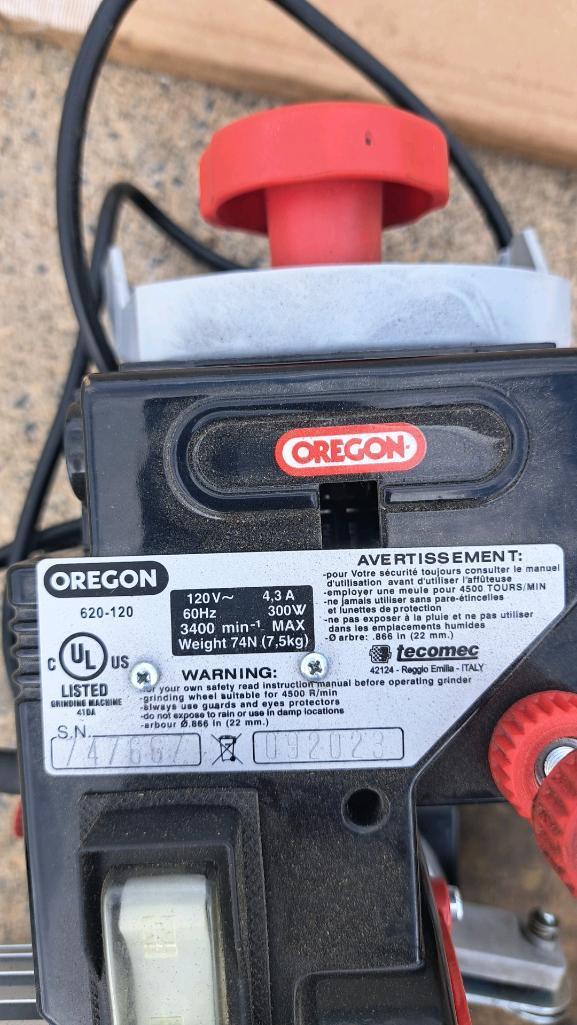 OREGON
OREGON
620-120
120V~ 4,3 A
60Hz 300W
3400 min⁻¹ MAX
Weight 74N (7,5kg)
AVERTISSEMENT:
-pour Votre sécurité toujours consulter le manuel
d'utilisation avant d'utiliser l'affûteuse
-employer une meule pour 4500 TOURS/MIN
-ne jamais utiliser sans pare-étincelles
et lunettes de protection
-ne pas exposer à la pluie et ne pas utiliser
dans les emplacements humides
-Ø arbre: .866 in (22 mm.)
C UL US
LISTED
GRINDING MACHINE
41DA
tecomec
42124 - Reggio Emilia - ITALY
WARNING:
-for your own safety read instruction manual before operating grinder
-grinding wheel suitable for 4500 R/min
-always use guards and eyes protectors
-do not expose to rain or use in damp locations
-arbour Ø.866 in (22 mm.)
S.N.
747667 092023